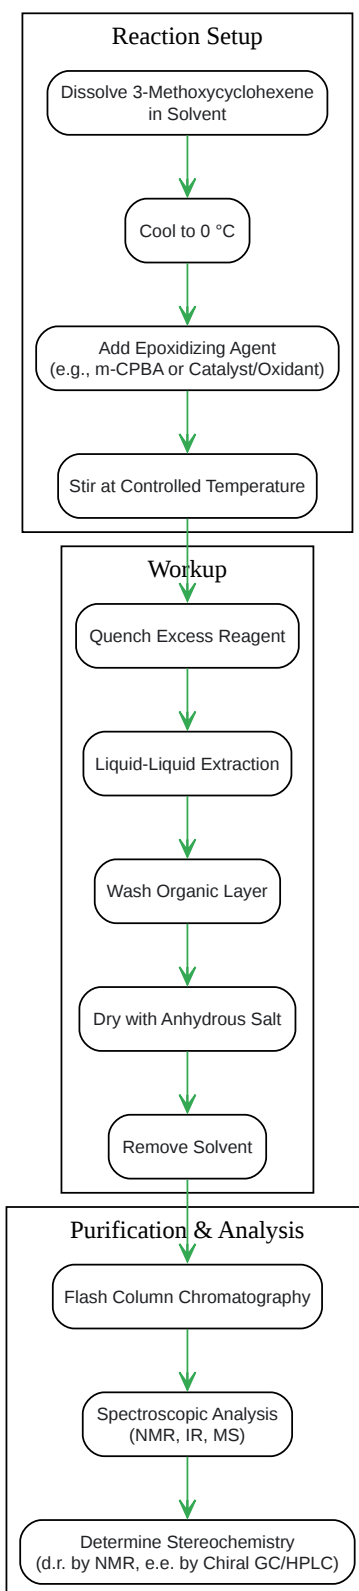 Reaction Setup
Dissolve 3-Methoxycyclohexene
in Solvent
Cool to 0 °C
Add Epoxidizing Agent
(e.g., m-CPBA or Catalyst/Oxidant)
Stir at Controlled Temperature
Workup
Quench Excess Reagent
Liquid-Liquid Extraction
Wash Organic Layer
Dry with Anhydrous Salt
Remove Solvent
Purification & Analysis
Flash Column Chromatography
Spectroscopic Analysis
(NMR, IR, MS)
Determine Stereochemistry
(d.r. by NMR, e.e. by Chiral GC/HPLC)